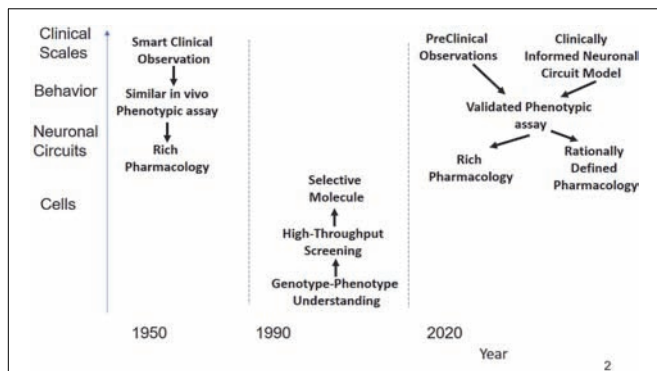 Clinical
Scales
Behavior
Neuronal
Circuits
Cells
Smart Clinical
Observation
Similar in vivo
Phenotypic assay
Rich
Pharmacology
Selective
Molecule
High-Throughput
Screening
Genotype-Phenotype
Understanding
PreClinical
Observations
Clinically
Informed Neuronal
Circuit Model
Validated Phenotypic
assay
Rich
Pharmacology
Rationally
Defined
Pharmacology
1950
1990
2020
Year
2